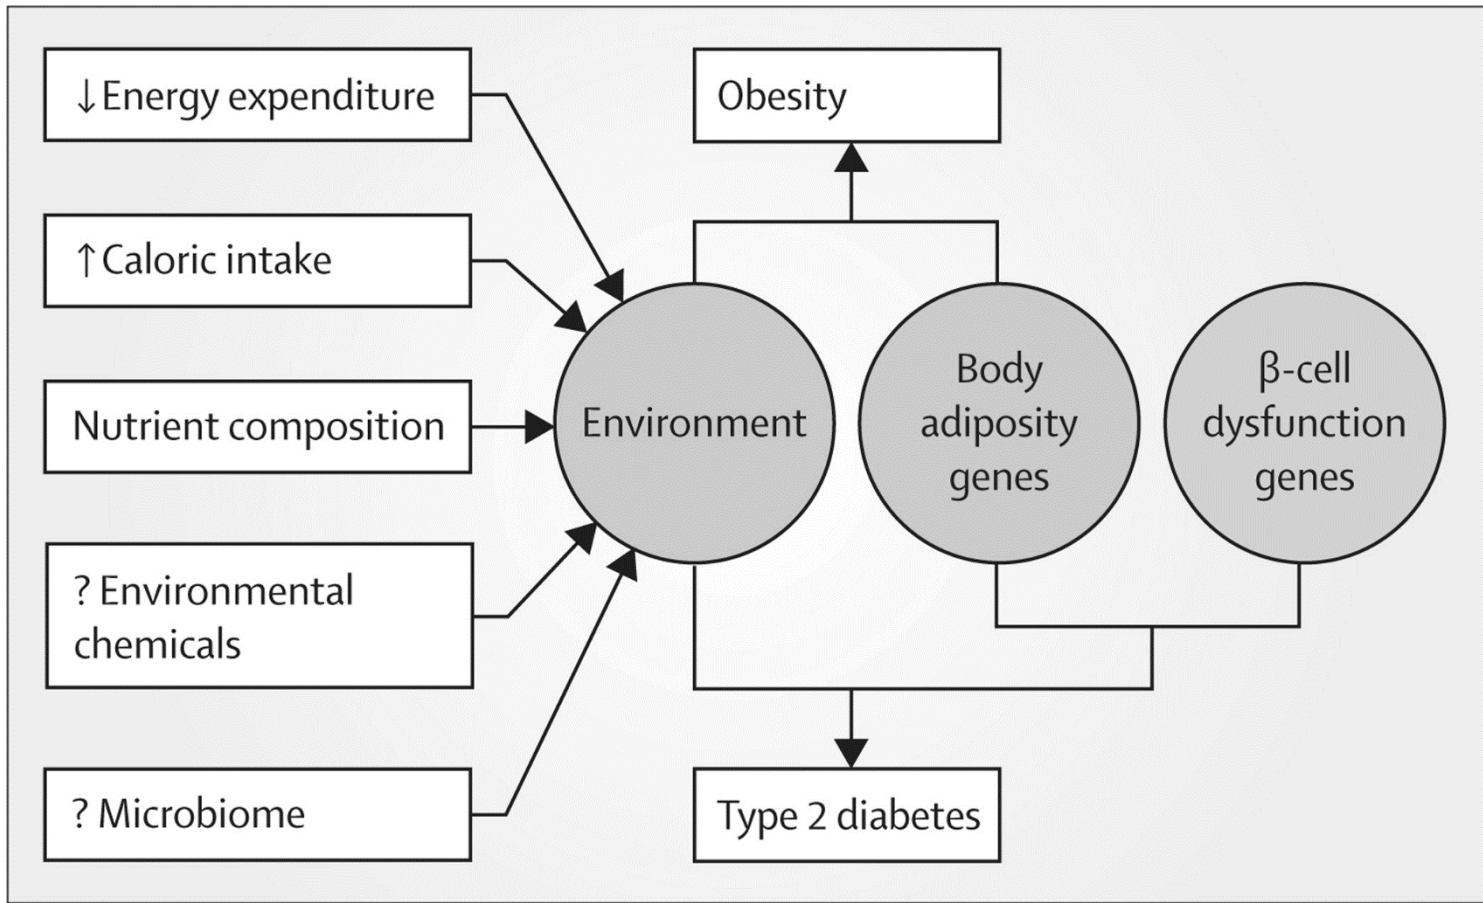 ↓Energy expenditure
↑Caloric intake
Nutrient composition
? Environmental
chemicals
? Microbiome
Obesity
Environment
Body
adiposity
genes
β-cell
dysfunction
genes
Type 2 diabetes